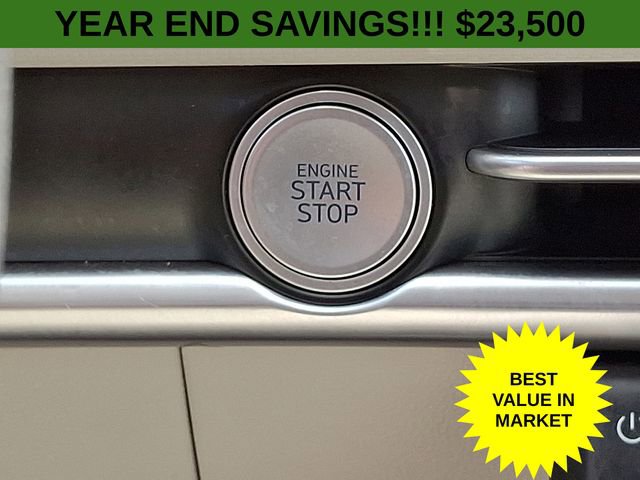 YEAR END SAVINGS!!! $23,500
ENGINE
START
STOP
BEST
VALUE IN
MARKET